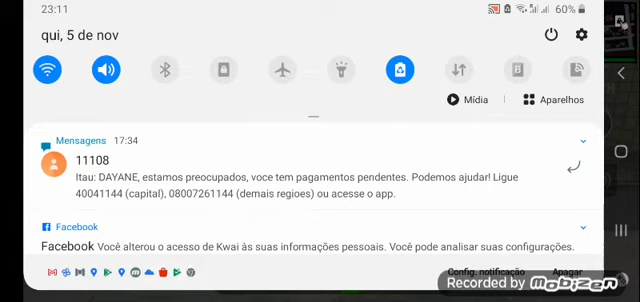 23:11
60%
qui, 5 de nov
Mídia
Aparelhos
Mensagens 17:34
11108
Itau: DAYANE, estamos preocupados, voce tem pagamentos pendentes. Podemos ajudar! Ligue
40041144 (capital), 08007261144 (demais regioes) ou acesse o app.
Facebook
Facebook Você alterou o acesso de Kwai às suas informações pessoais. Você pode analisar suas configurações.
Config. notificação
Apagar
Recorded by mobizen